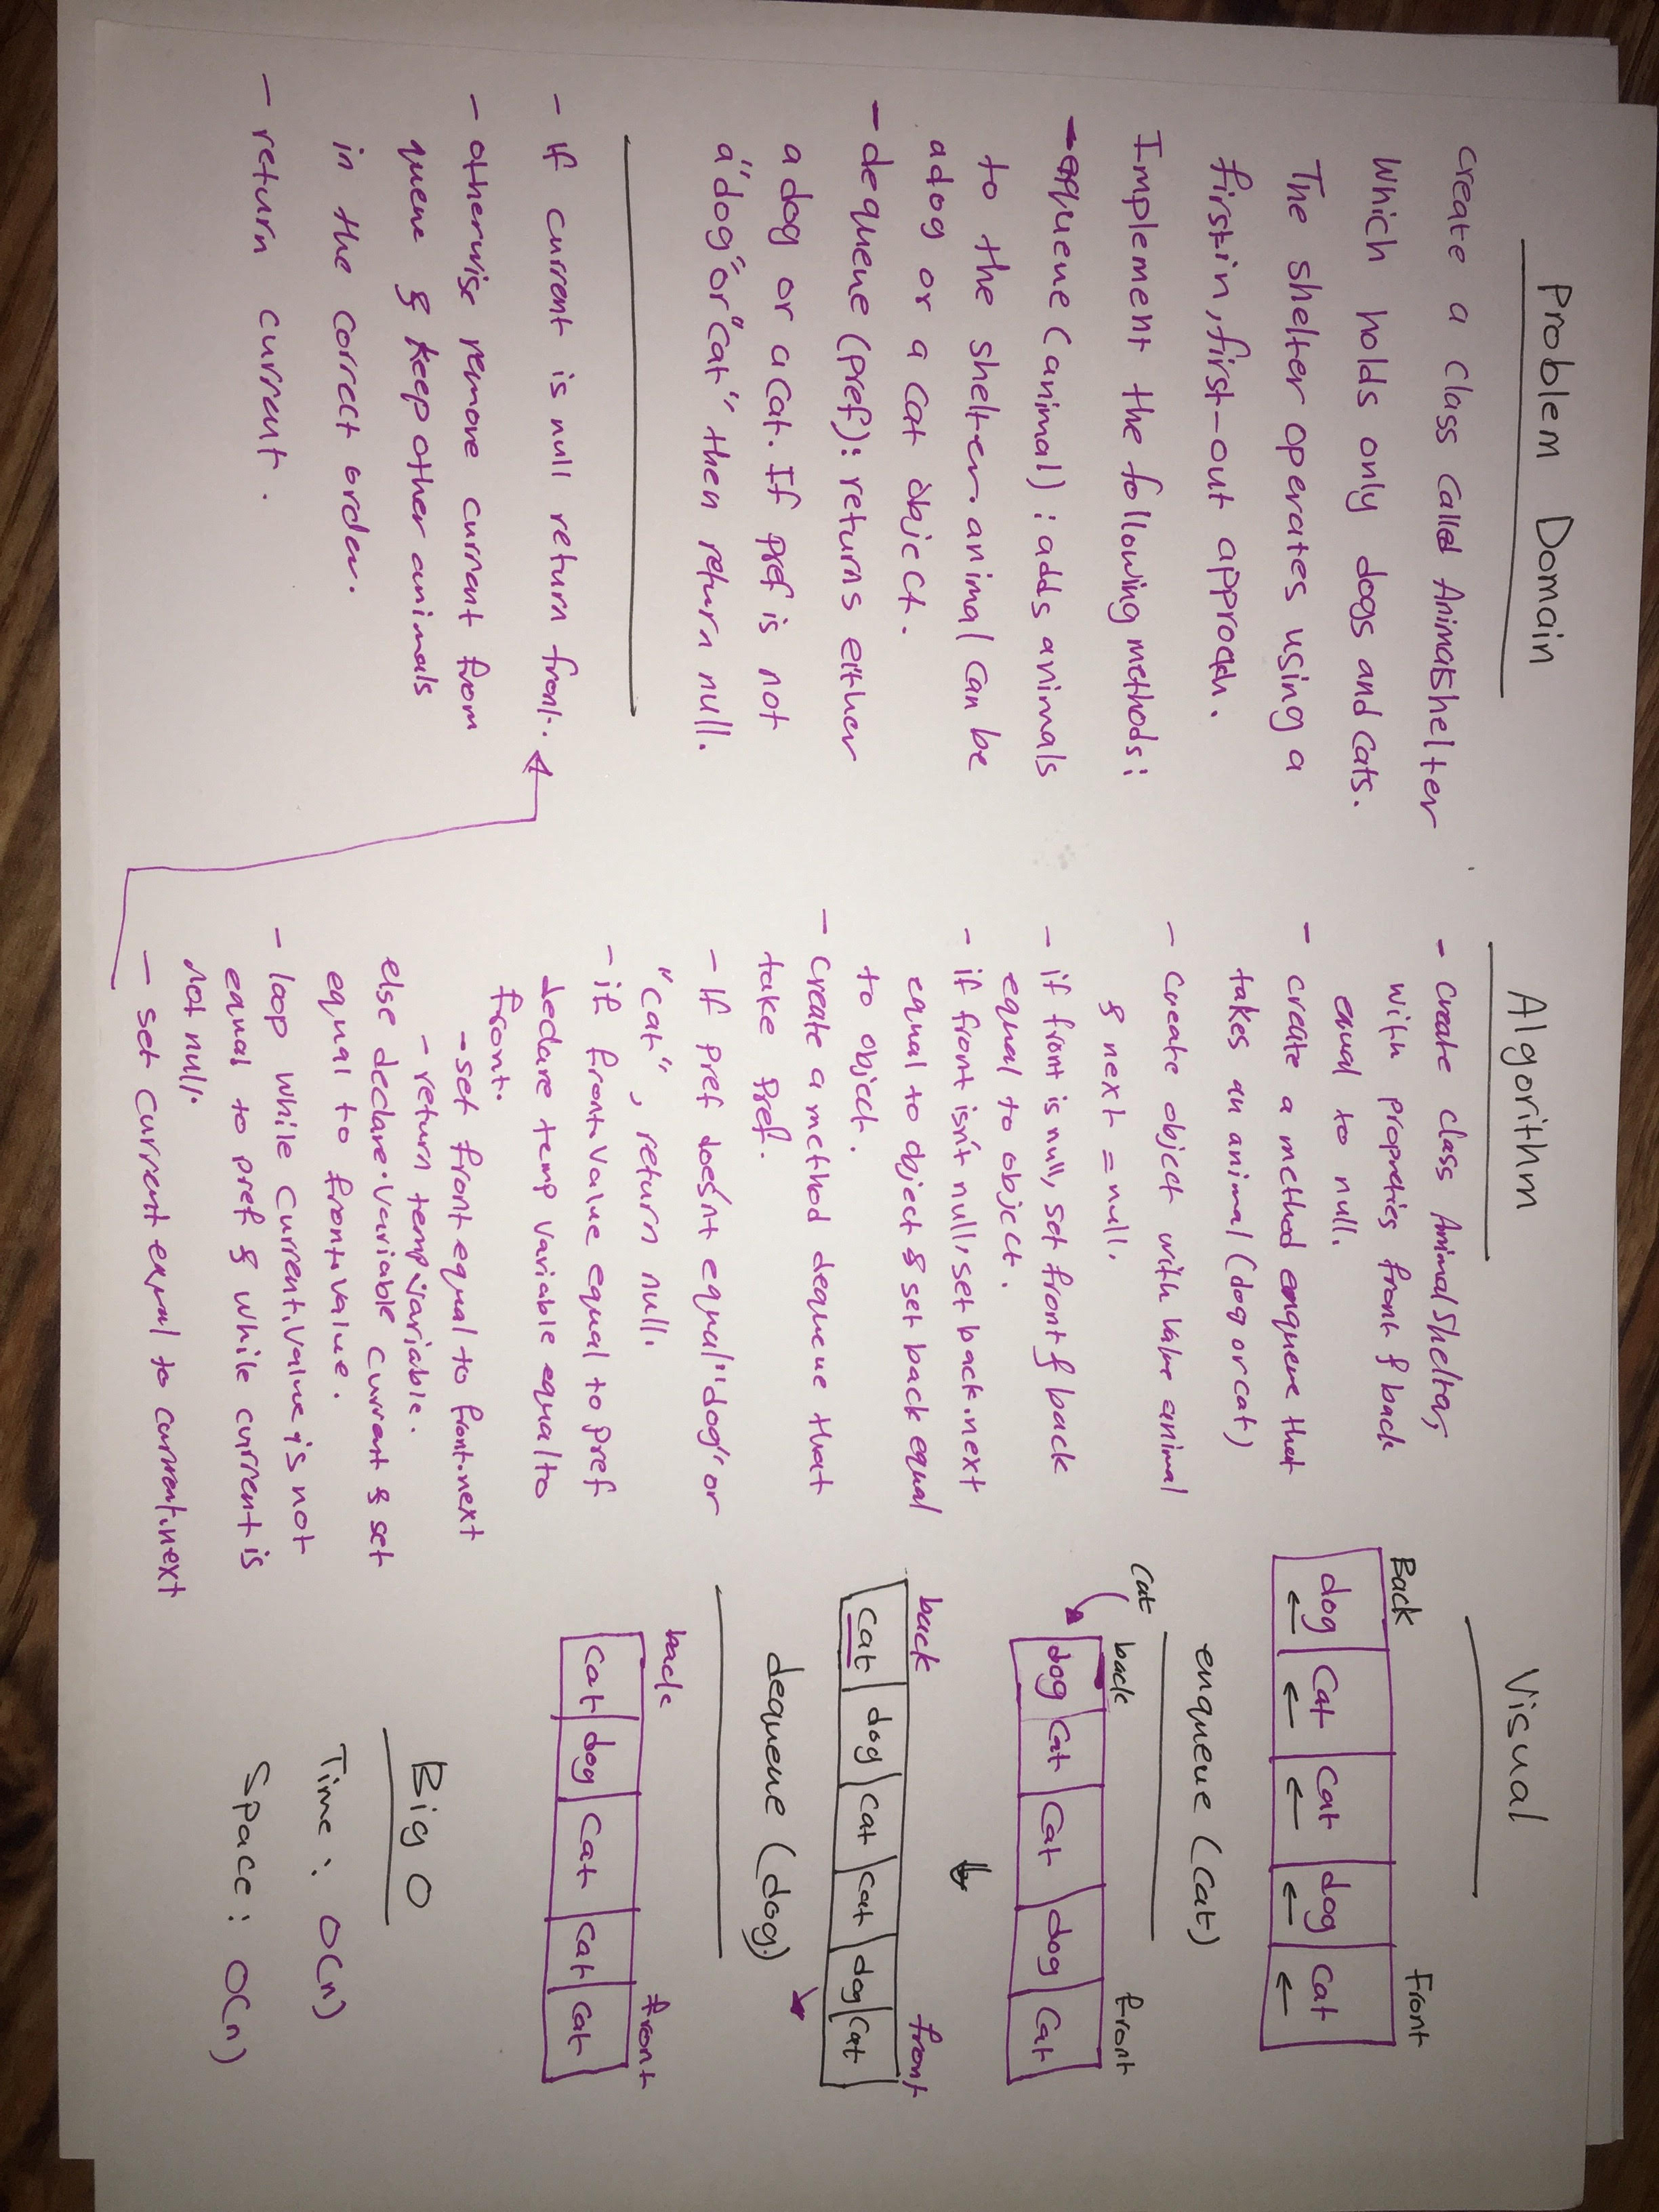 Problem Domain
create a class called AnimalShelter
which holds only dogs and cats.
The shelter operates using a
first-in, first-out approach.
Implement the following methods:
- enqueue (animal) : adds animals
to the shelter. animal can be
a dog or a cat object.
- dequeue (pref): returns either
a dog or a cat. If pref is not
a "dog" or "cat" then return null.
- if current is null return front.
- otherwise remove current from
queue & keep other animals
in the correct order.
- return current.
Algorithm
- create class AnimalShelter,
with propreties front & back
equal to null.
- create a method enqueue that
takes an animal (dog or cat)
- create object with value animal
& next = null.
- if front is null, set front & back
equal to object.
- if front isn't null, set back.next
equal to object & set back equal
to object.
- create a method dequeue that
take pref.
- If pref does'nt equal "dog" or
"cat", return null.
- if front.value equal to pref
declare temp variable equal to
front.
- set front equal to front.next
- return temp variable.
else declare variable current & set
equal to front.value.
- loop while current.value is not
equal to pref & while current is
not null.
- set current equal to current.next
Visual
Back Front
dog cat cat dog cat
← ← ← ← ←
enqueue (cat)
cat back front
dog cat cat dog cat
back front
cat dog cat cat dog cat
dequeue (dog)
back front
cat dog cat cat cat
Big O
Time : O(n)
Space : O(n)